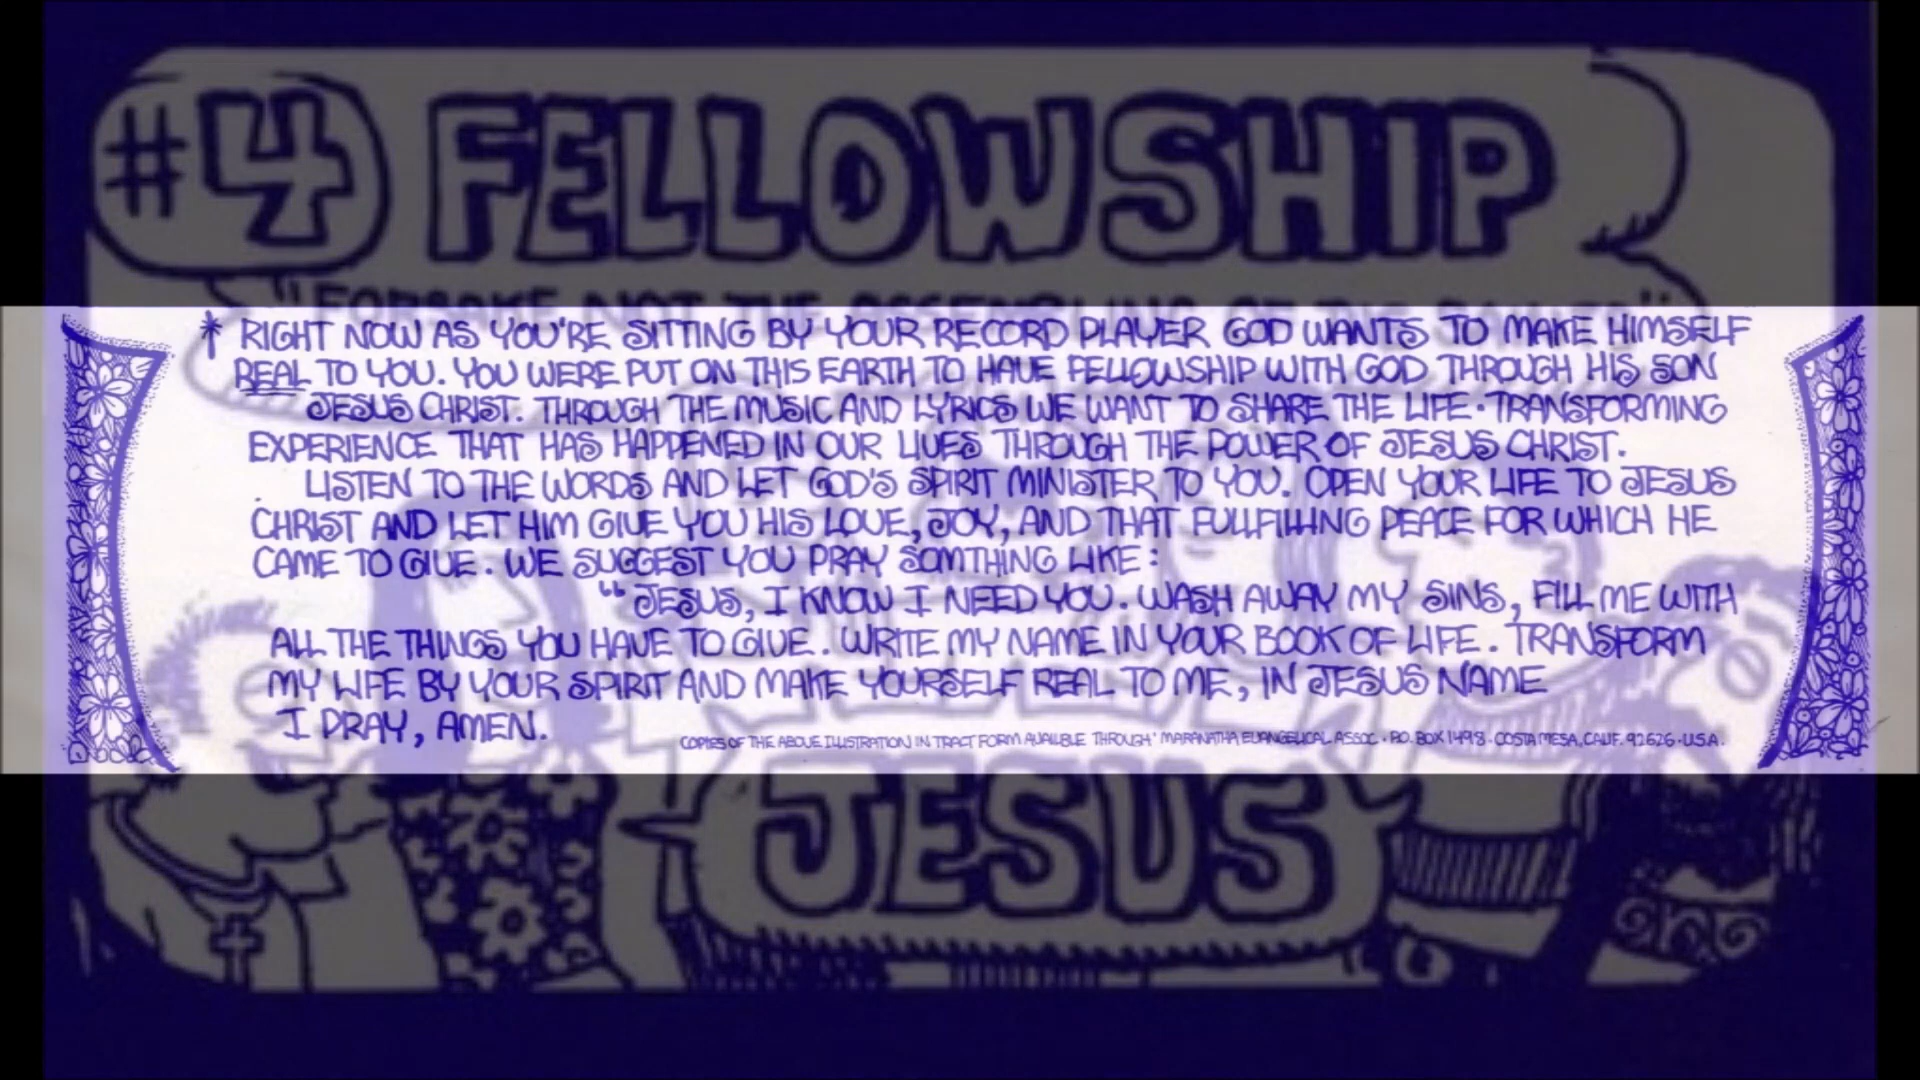 #4 FELLOWSHIP
"FORSAKE NOT THE ASSEMBLING OF
† RIGHT NOW AS YOU'RE SITTING BY YOUR RECORD PLAYER GOD WANTS TO MAKE HIMSELF
REAL TO YOU. YOU WERE PUT ON THIS EARTH TO HAVE FELLOWSHIP WITH GOD THROUGH HIS SON
JESUS CHRIST. THROUGH THE MUSIC AND LYRICS WE WANT TO SHARE THE LIFE-TRANSFORMING
EXPERIENCE THAT HAS HAPPENED IN OUR LIVES THROUGH THE POWER OF JESUS CHRIST.
LISTEN TO THE WORDS AND LET GOD'S SPIRIT MINISTER TO YOU. OPEN YOUR LIFE TO JESUS
CHRIST AND LET HIM GIVE YOU HIS LOVE, JOY, AND THAT FULLFILLING PEACE FOR WHICH HE
CAME TO GIVE. WE SUGGEST YOU PRAY SOMTHING LIKE:
"JESUS, I KNOW I NEED YOU. WASH AWAY MY SINS, FILL ME WITH
ALL THE THINGS YOU HAVE TO GIVE. WRITE MY NAME IN YOUR BOOK OF LIFE. TRANSFORM
MY LIFE BY YOUR SPIRIT AND MAKE YOURSELF REAL TO ME, IN JESUS NAME
I PRAY, AMEN.
COPIES OF THE ABOVE ILLISTRATION IN TRACT FORM AVAILBLE THROUGH' MARANATHA EVANGELICAL ASSOC • P.O. BOX 1498 • COSTA MESA, CALIF. 92626 • U.S.A.
JESUS